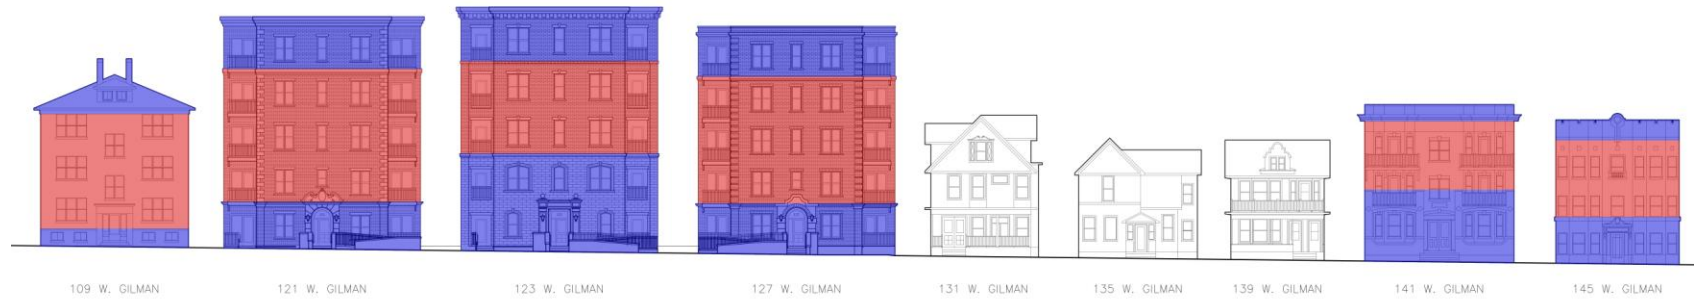 109 W. GILMAN
121 W. GILMAN
123 W. GILMAN
127 W. GILMAN
131 W. GILMAN
135 W. GILMAN
139 W. GILMAN
141 W. GILMAN
145 W. GILMAN